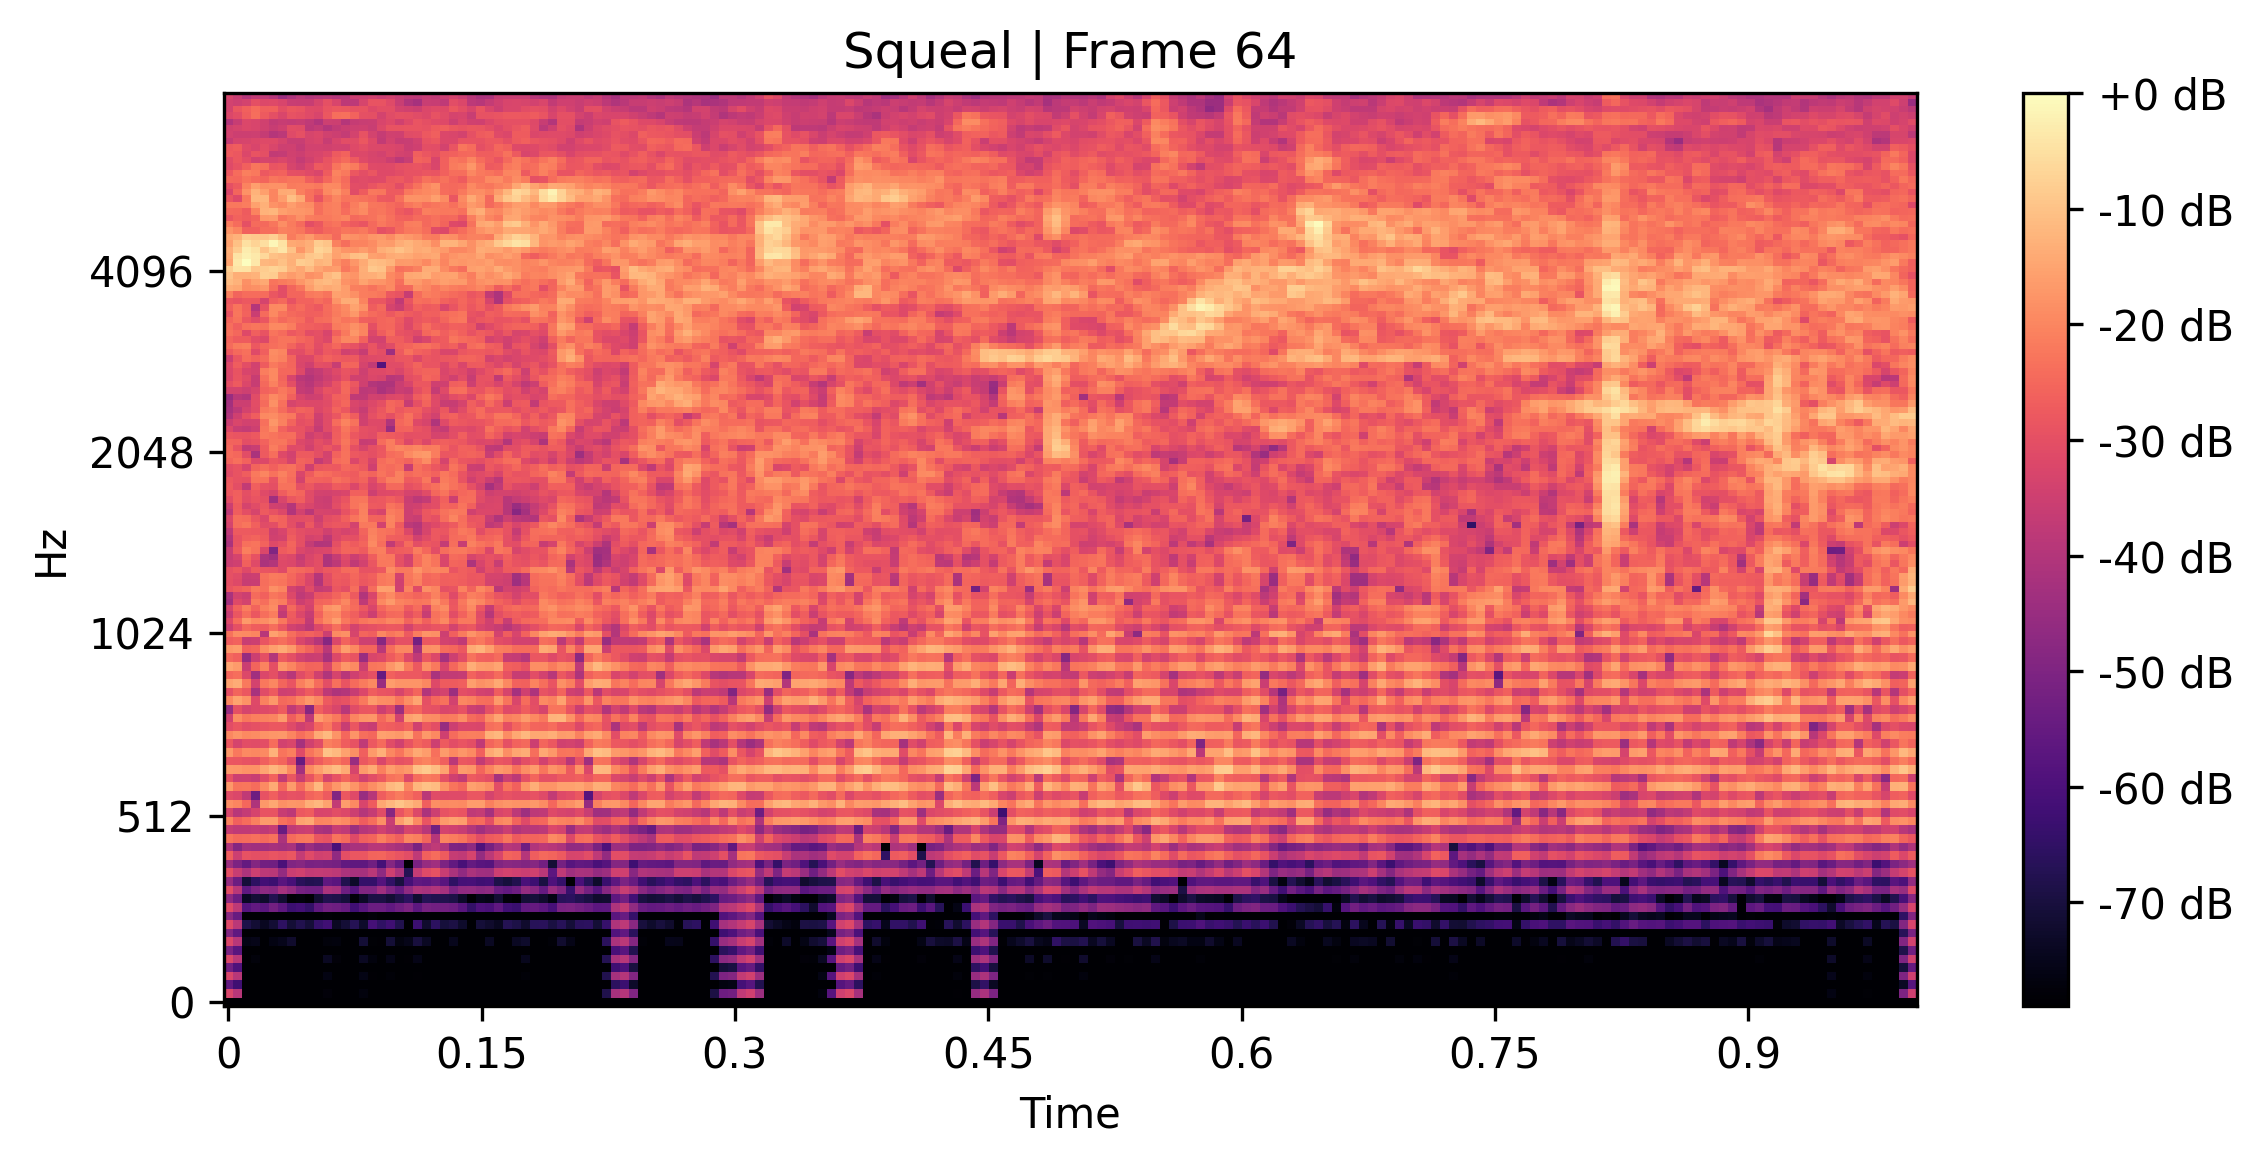 Squeal | Frame 64
+0 dB
-10 dB
-20 dB
-30 dB
-40 dB
-50 dB
-60 dB
-70 dB
Hz
4096
2048
1024
512
0
0 0.15 0.3 0.45 0.6 0.75 0.9
Time